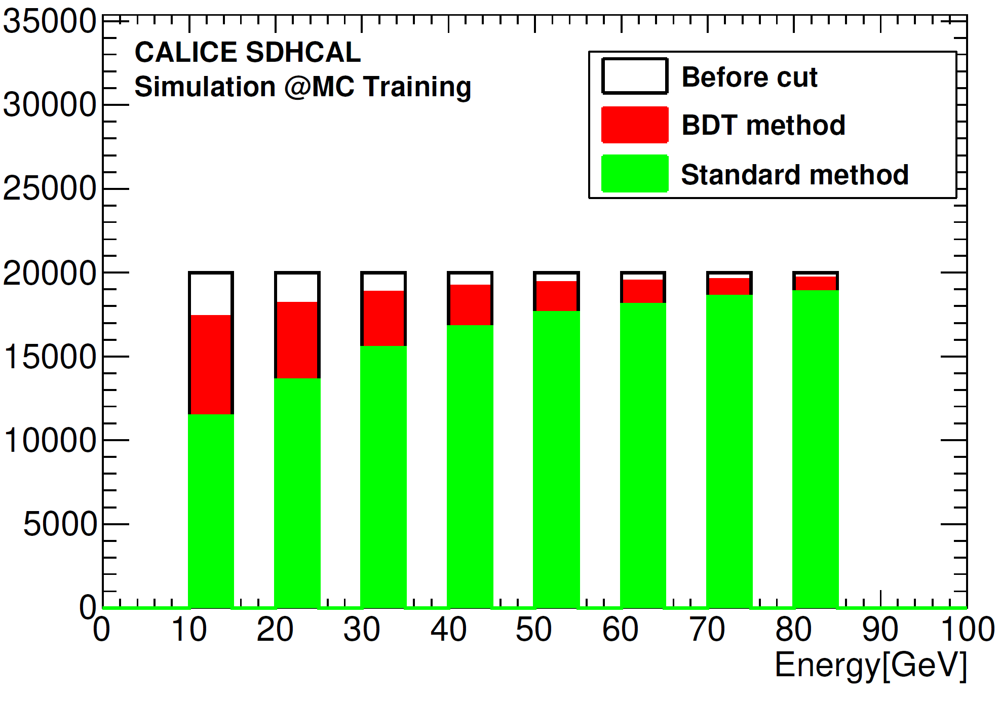 35000
30000
25000
20000
15000
10000
5000
0
CALICE SDHCAL
Simulation @MC Training
Before cut
BDT method
Standard method
0 10 20 30 40 50 60 70 80 90 100
Energy[GeV]